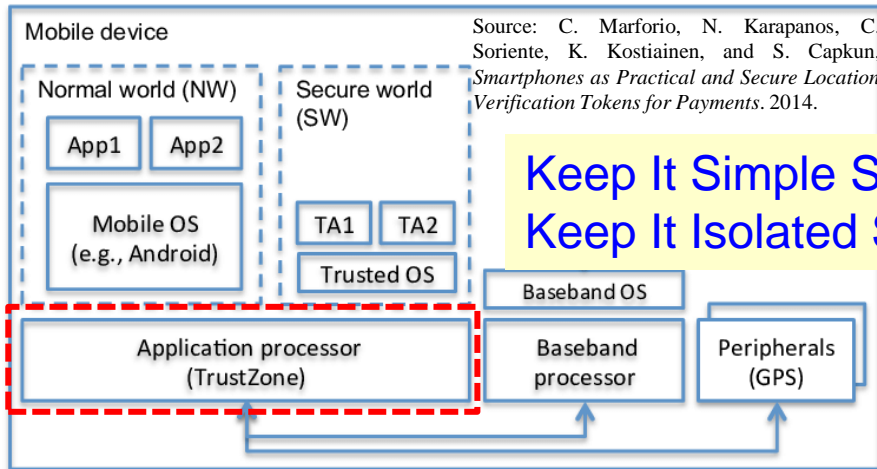 Mobile device
Source: C. Marforio, N. Karapanos, C.
Soriente, K. Kostiainen, and S. Capkun,
Smartphones as Practical and Secure Location
Verification Tokens for Payments. 2014.
Normal world (NW)
App1 App2
Mobile OS
(e.g., Android)
Secure world
(SW)
TA1 TA2
Trusted OS
Keep It Simple S
Keep It Isolated S
Baseband OS
Application processor
(TrustZone)
Baseband
processor
Peripherals
(GPS)